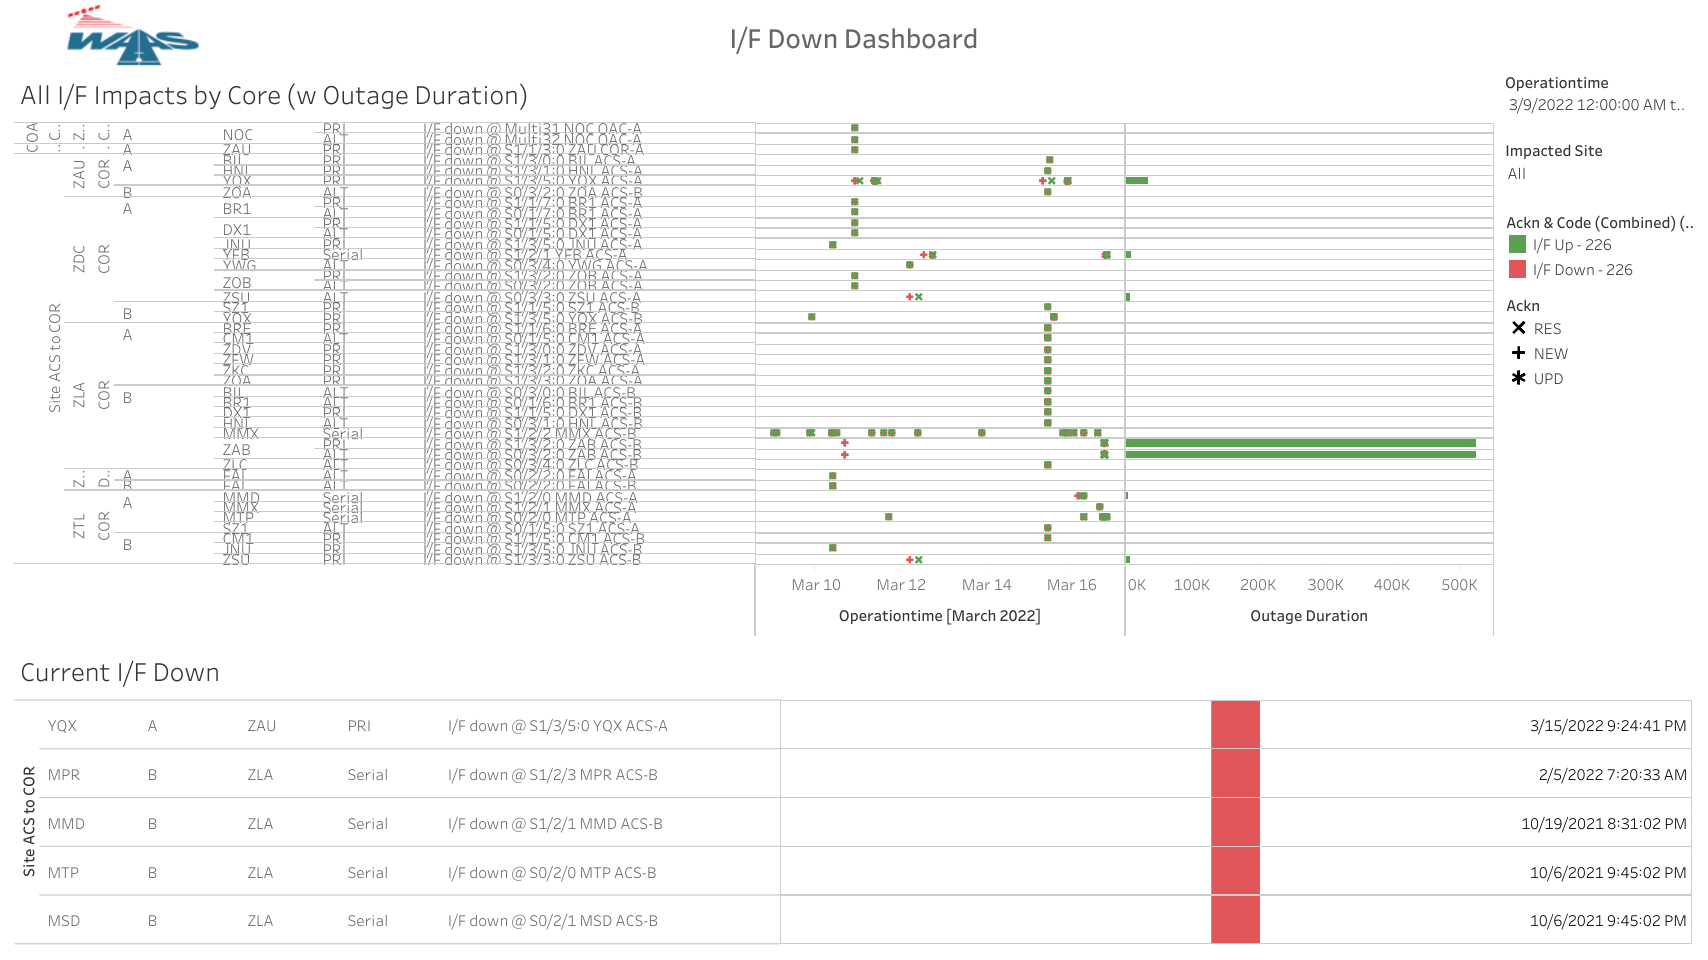 WAAS
I/F Down Dashboard
All I/F Impacts by Core (w Outage Duration)
COA .C.. .Z.. .C.. A NOC PRI I/F down @ Multi31 NOC OAC-A
ALT I/F down @ Multi32 NOC OAC-A
A ZAU PRI I/F down @ S1/1/3:0 ZAU COR-A
Site ACS to COR
ZAU COR A BIL PRI I/F down @ S1/3/0:0 BIL ACS-A
HNL PRI I/F down @ S1/3/1:0 HNL ACS-A
YQX PRI I/F down @ S1/3/5:0 YQX ACS-A
B ZOA ALT I/F down @ S0/3/2:0 ZOA ACS-B
ZDC COR A BR1 PRI I/F down @ S1/1/7:0 BR1 ACS-A
ALT I/F down @ S0/1/7:0 BR1 ACS-A
DX1 PRI I/F down @ S1/1/5:0 DX1 ACS-A
ALT I/F down @ S0/1/5:0 DX1 ACS-A
JNU PRI I/F down @ S1/3/5:0 JNU ACS-A
YFB Serial I/F down @ S1/2/1 YFB ACS-A
YWG ALT I/F down @ S0/3/4:0 YWG ACS-A
ZOB PRI I/F down @ S1/3/2:0 ZOB ACS-A
ALT I/F down @ S0/3/2:0 ZOB ACS-A
ZSU ALT I/F down @ S0/3/3:0 ZSU ACS-A
B SZ1 PRI I/F down @ S1/1/5:0 SZ1 ACS-B
YQX PRI I/F down @ S1/3/5:0 YQX ACS-B
ZLA COR A BRE PRI I/F down @ S1/1/6:0 BRE ACS-A
CM1 ALT I/F down @ S0/1/5:0 CM1 ACS-A
ZDV PRI I/F down @ S1/3/0:0 ZDV ACS-A
ZFW PRI I/F down @ S1/3/1:0 ZFW ACS-A
ZKC PRI I/F down @ S1/3/2:0 ZKC ACS-A
ZOA PRI I/F down @ S1/3/3:0 ZOA ACS-A
B BIL ALT I/F down @ S0/3/0:0 BIL ACS-B
BR1 ALT I/F down @ S0/1/6:0 BR1 ACS-B
DX1 PRI I/F down @ S1/1/5:0 DX1 ACS-B
HNL ALT I/F down @ S0/3/1:0 HNL ACS-B
MMX Serial I/F down @ S1/2/2 MMX ACS-B
ZAB PRI I/F down @ S1/3/2:0 ZAB ACS-B
ALT I/F down @ S0/3/2:0 ZAB ACS-B
ZLC ALT I/F down @ S0/3/4:0 ZLC ACS-B
Z.. D.. A FAI ALT I/F down @ S0/2/2:0 FAI ACS-A
B FAI ALT I/F down @ S0/2/2:0 FAI ACS-B
ZTL COR A MMD Serial I/F down @ S1/2/0 MMD ACS-A
MMX Serial I/F down @ S1/2/1 MMX ACS-A
MTP Serial I/F down @ S0/2/0 MTP ACS-A
SZ1 ALT I/F down @ S0/1/5:0 SZ1 ACS-A
B CM1 PRI I/F down @ S1/1/5:0 CM1 ACS-B
JNU PRI I/F down @ S1/3/5:0 JNU ACS-B
ZSU PRI I/F down @ S1/3/3:0 ZSU ACS-B
Mar 10 Mar 12 Mar 14 Mar 16 0K 100K 200K 300K 400K 500K
Operationtime [March 2022] Outage Duration
Operationtime
3/9/2022 12:00:00 AM t..
Impacted Site
All
Ackn & Code (Combined) (..
I/F Up - 226
I/F Down - 226
Ackn
RES
NEW
UPD
Current I/F Down
Site ACS to COR
YQX A ZAU PRI I/F down @ S1/3/5:0 YQX ACS-A 3/15/2022 9:24:41 PM
MPR B ZLA Serial I/F down @ S1/2/3 MPR ACS-B 2/5/2022 7:20:33 AM
MMD B ZLA Serial I/F down @ S1/2/1 MMD ACS-B 10/19/2021 8:31:02 PM
MTP B ZLA Serial I/F down @ S0/2/0 MTP ACS-B 10/6/2021 9:45:02 PM
MSD B ZLA Serial I/F down @ S0/2/1 MSD ACS-B 10/6/2021 9:45:02 PM